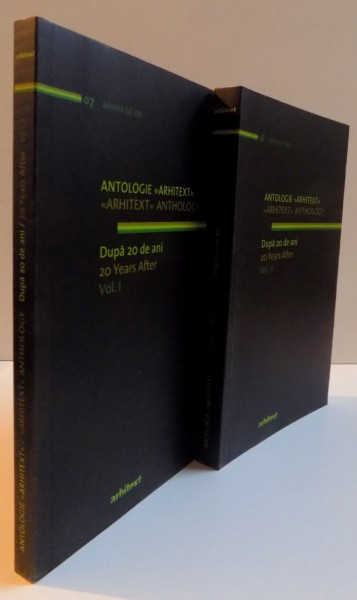 arhitext
07
ANTOLOGIE «ARHITEXT»
«ARHITEXT» ANTHOLOGY
După 20 de ani
20 Years After
Vol. I
arhitext
ANTOLOGIE «ARHITEXT» / «ARHITEXT» ANTHOLOGY După 20 de ani / 20 Years After
ANTOLOGIE «ARHITEXT»
«ARHITEXT» ANTHOLOGY
După 20 de ani
20 Years After
Vol. II
arhitext